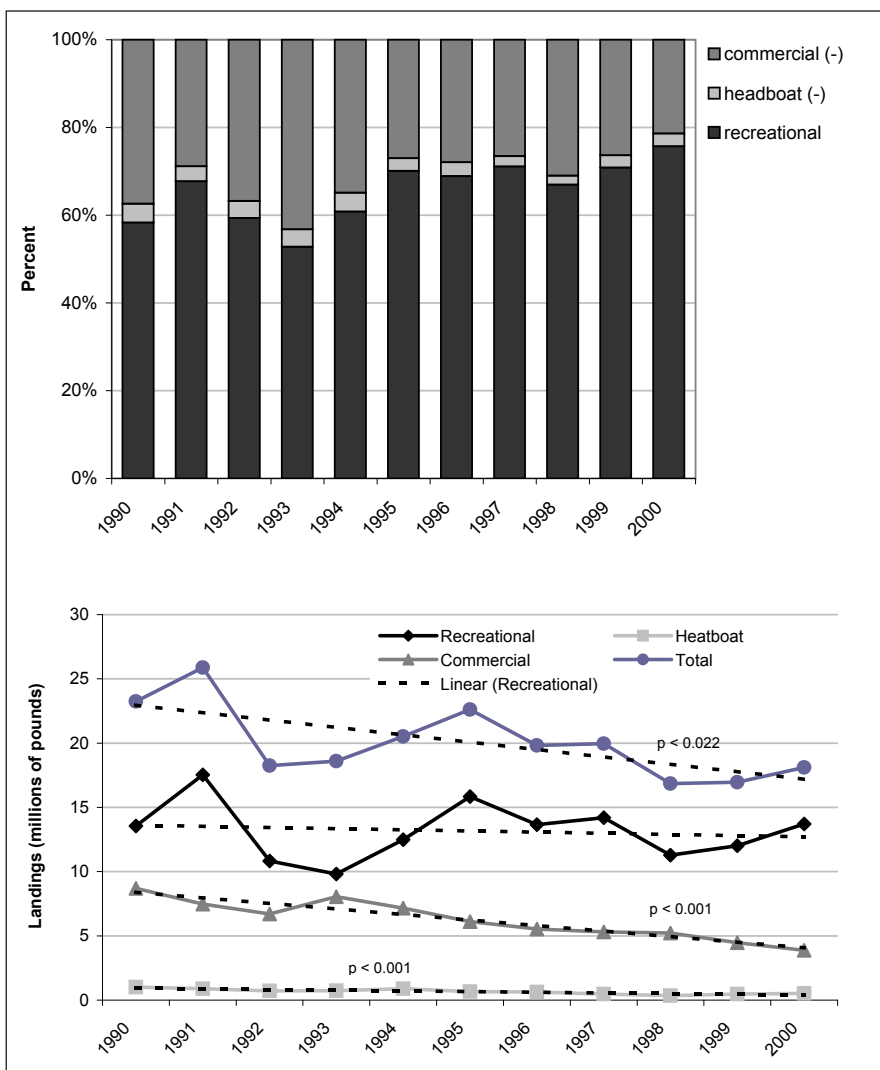 100%
80%
60%
40%
20%
0%
Percent
commercial (-)
headboat (-)
recreational
1990 1991 1992 1993 1994 1995 1996 1997 1998 1999 2000
30
25
20
15
10
5
0
Landings (millions of pounds)
Recreational Heatboat
Commercial Total
Linear (Recreational)
p < 0.022
p < 0.001
p < 0.001
1990 1991 1992 1993 1994 1995 1996 1997 1998 1999 2000